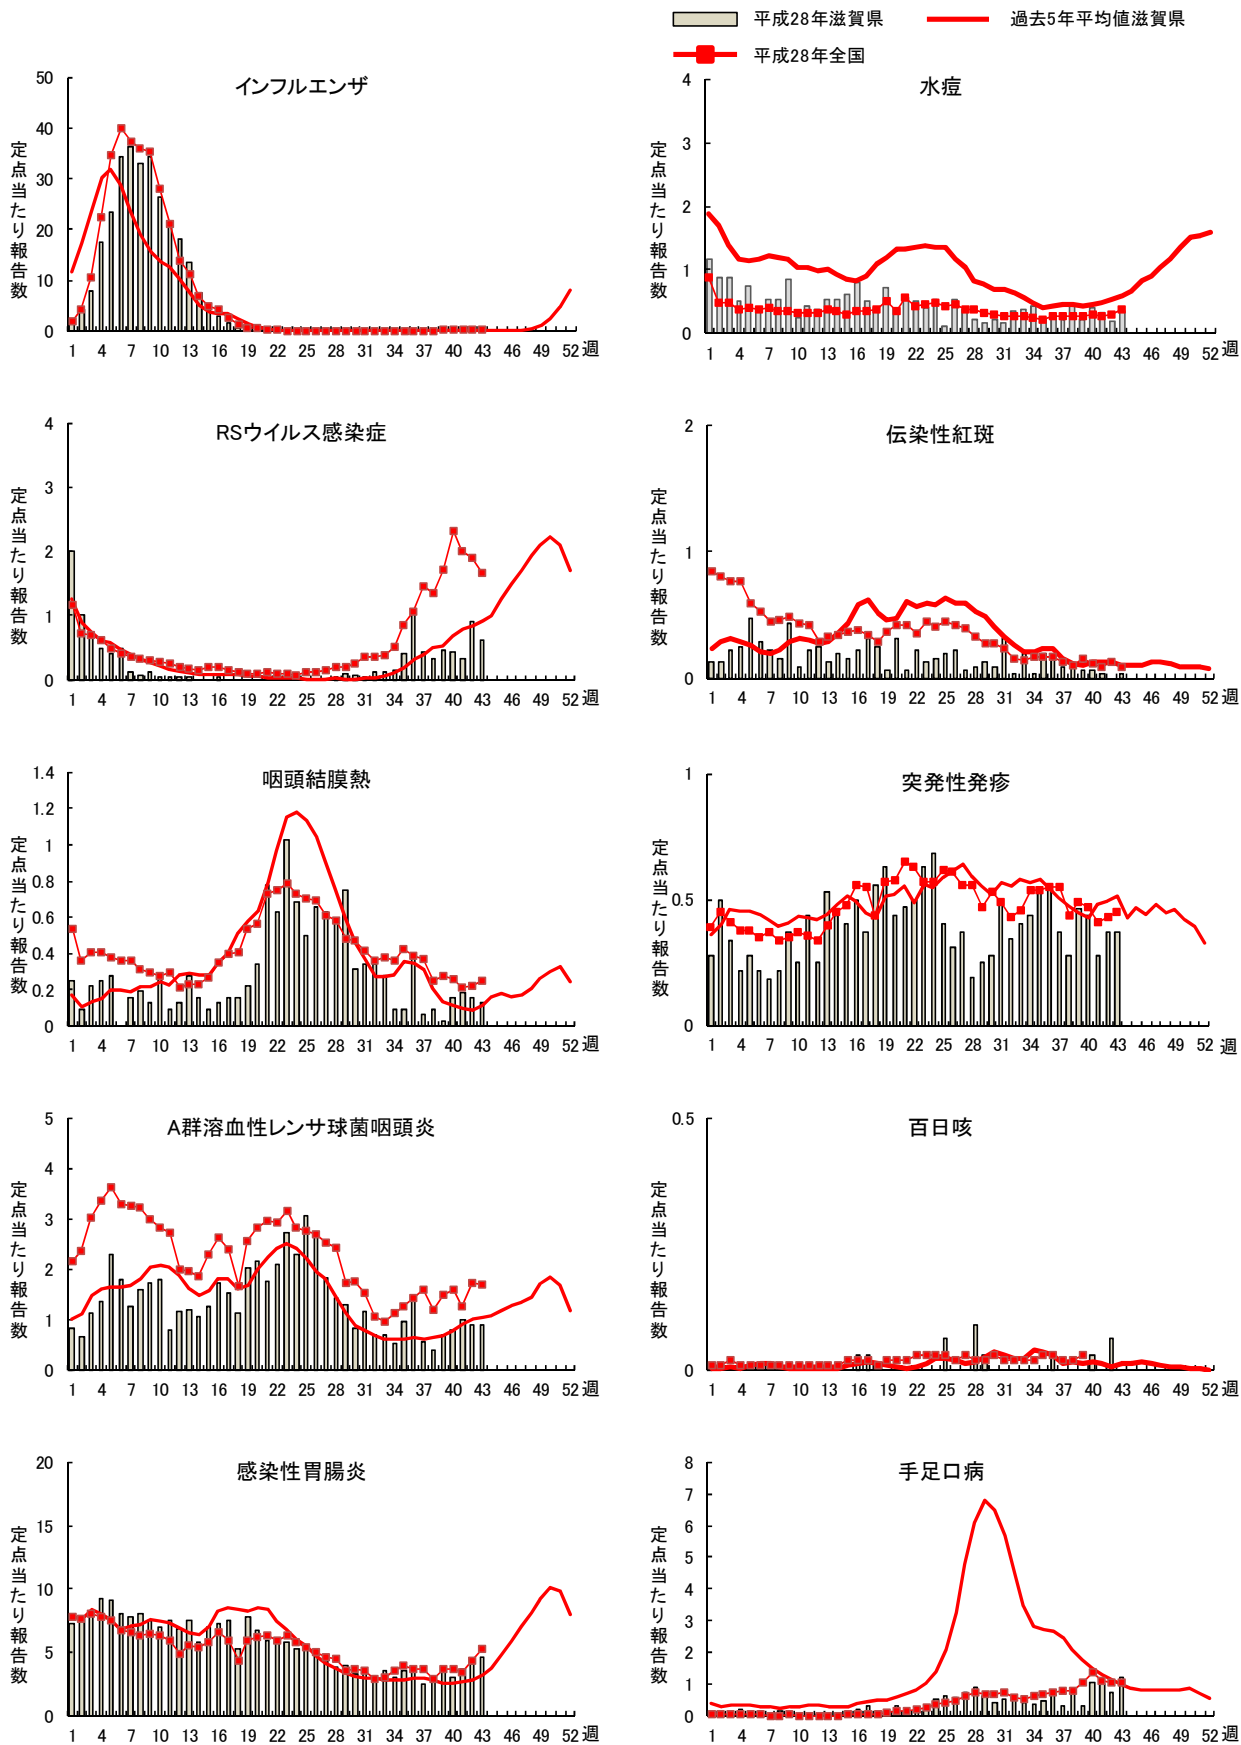 平成28年滋賀県 過去5年平均値滋賀県
平成28年全国
インフルエンザ
定点当たり報告数
50
40
30
20
10
0
1 4 7 10 13 16 19 22 25 28 31 34 37 40 43 46 49 52 週
水痘
定点当たり報告数
4
3
2
1
0
1 4 7 10 13 16 19 22 25 28 31 34 37 40 43 46 49 52 週
RSウイルス感染症
定点当たり報告数
4
3
2
1
0
1 4 7 10 13 16 19 22 25 28 31 34 37 40 43 46 49 52 週
伝染性紅斑
定点当たり報告数
2
1
0
1 4 7 10 13 16 19 22 25 28 31 34 37 40 43 46 49 52 週
咽頭結膜熱
定点当たり報告数
1.4
1.2
1
0.8
0.6
0.4
0.2
0
1 4 7 10 13 16 19 22 25 28 31 34 37 40 43 46 49 52 週
突発性発疹
定点当たり報告数
1
0.5
0
1 4 7 10 13 16 19 22 25 28 31 34 37 40 43 46 49 52 週
A群溶血性レンサ球菌咽頭炎
定点当たり報告数
5
4
3
2
1
0
1 4 7 10 13 16 19 22 25 28 31 34 37 40 43 46 49 52 週
百日咳
定点当たり報告数
0.5
0
1 4 7 10 13 16 19 22 25 28 31 34 37 40 43 46 49 52 週
感染性胃腸炎
定点当たり報告数
20
15
10
5
0
1 4 7 10 13 16 19 22 25 28 31 34 37 40 43 46 49 52 週
手足口病
定点当たり報告数
8
7
6
5
4
3
2
1
0
1 4 7 10 13 16 19 22 25 28 31 34 37 40 43 46 49 52 週